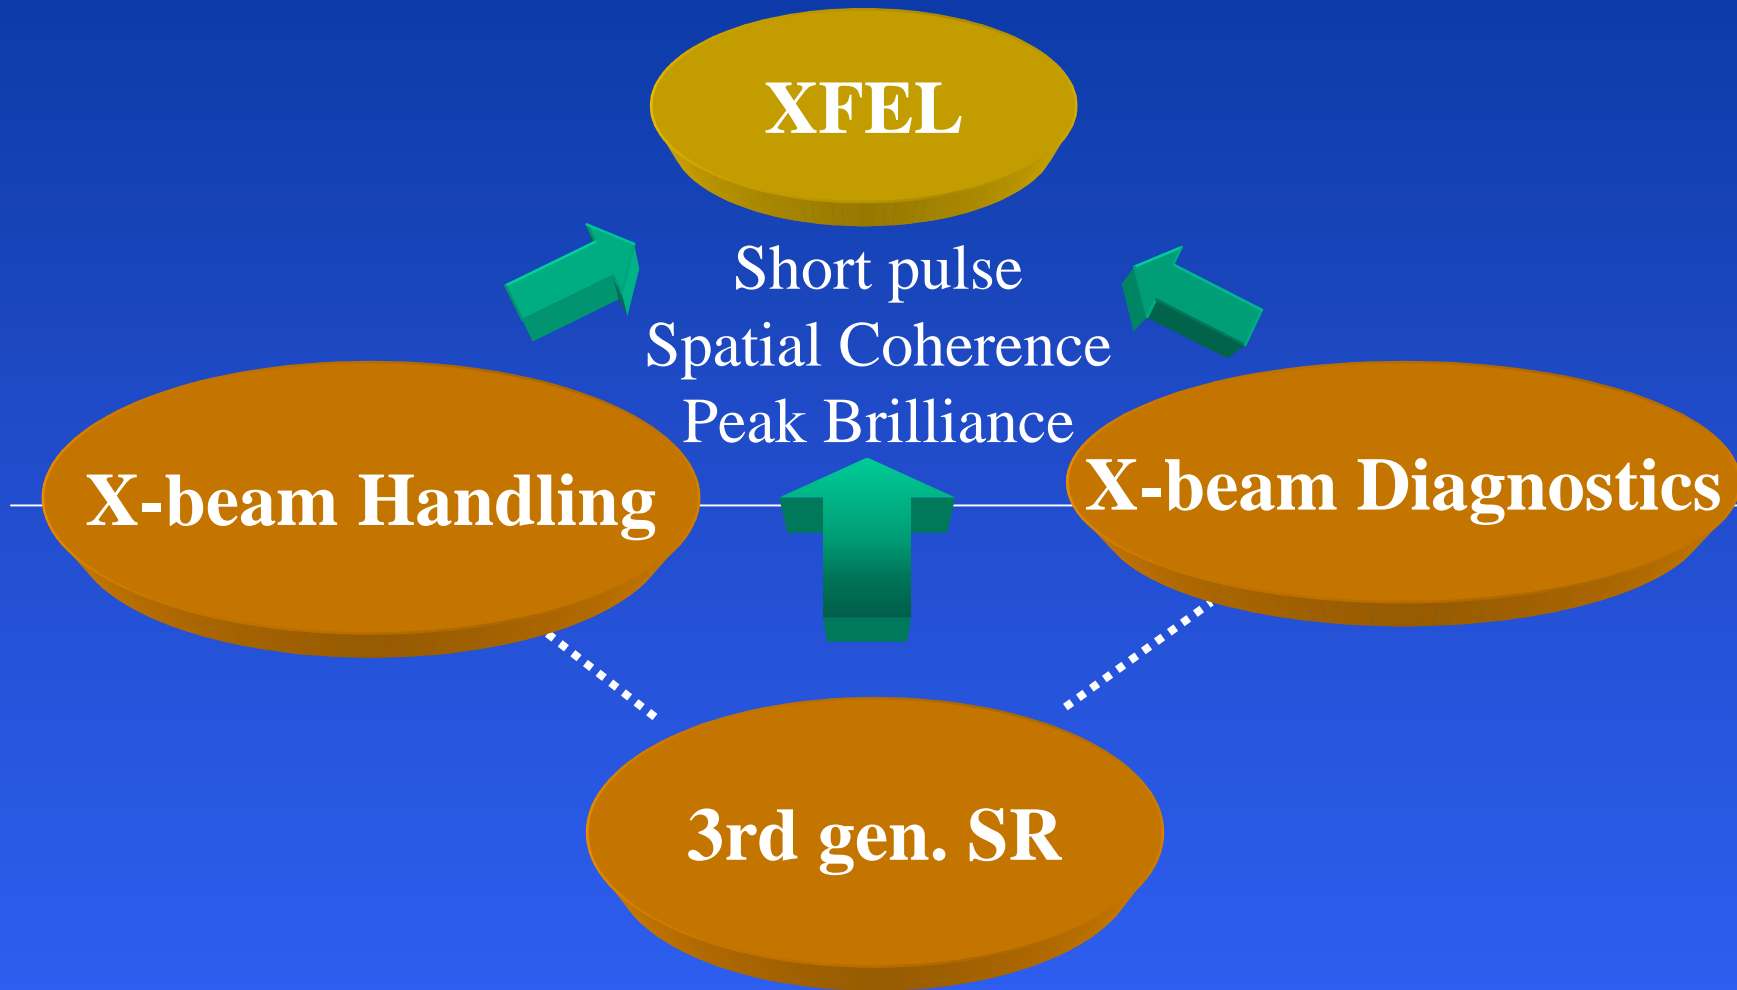 XFEL
Short pulse
Spatial Coherence
Peak Brilliance
X-beam Handling
X-beam Diagnostics
3rd gen. SR